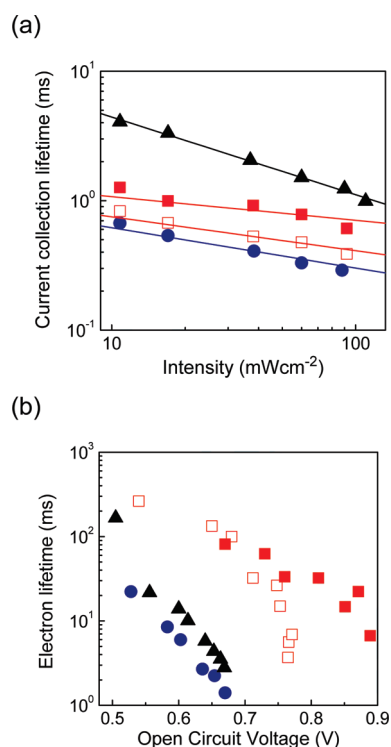 (a)
Current collection lifetime (ms)
10¹
10⁰
10⁻¹
10
100
Intensity (mWcm⁻²)
(b)
Electron lifetime (ms)
10³
10²
10¹
10⁰
0.5
0.6
0.7
0.8
0.9
Open Circuit Voltage (V)